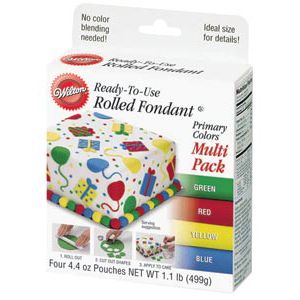 No color
blending
needed!
Ideal size
for details!
Wilton
Ready-To-Use
Rolled Fondant
Primary
Colors
Multi
Pack
GREEN
RED
YELLOW
BLUE
Serving
suggestion
1. ROLL OUT
2. CUT OUT SHAPES
3. APPLY TO CAKE
Four 4.4 oz Pouches NET WT 1.1 lb (499g)